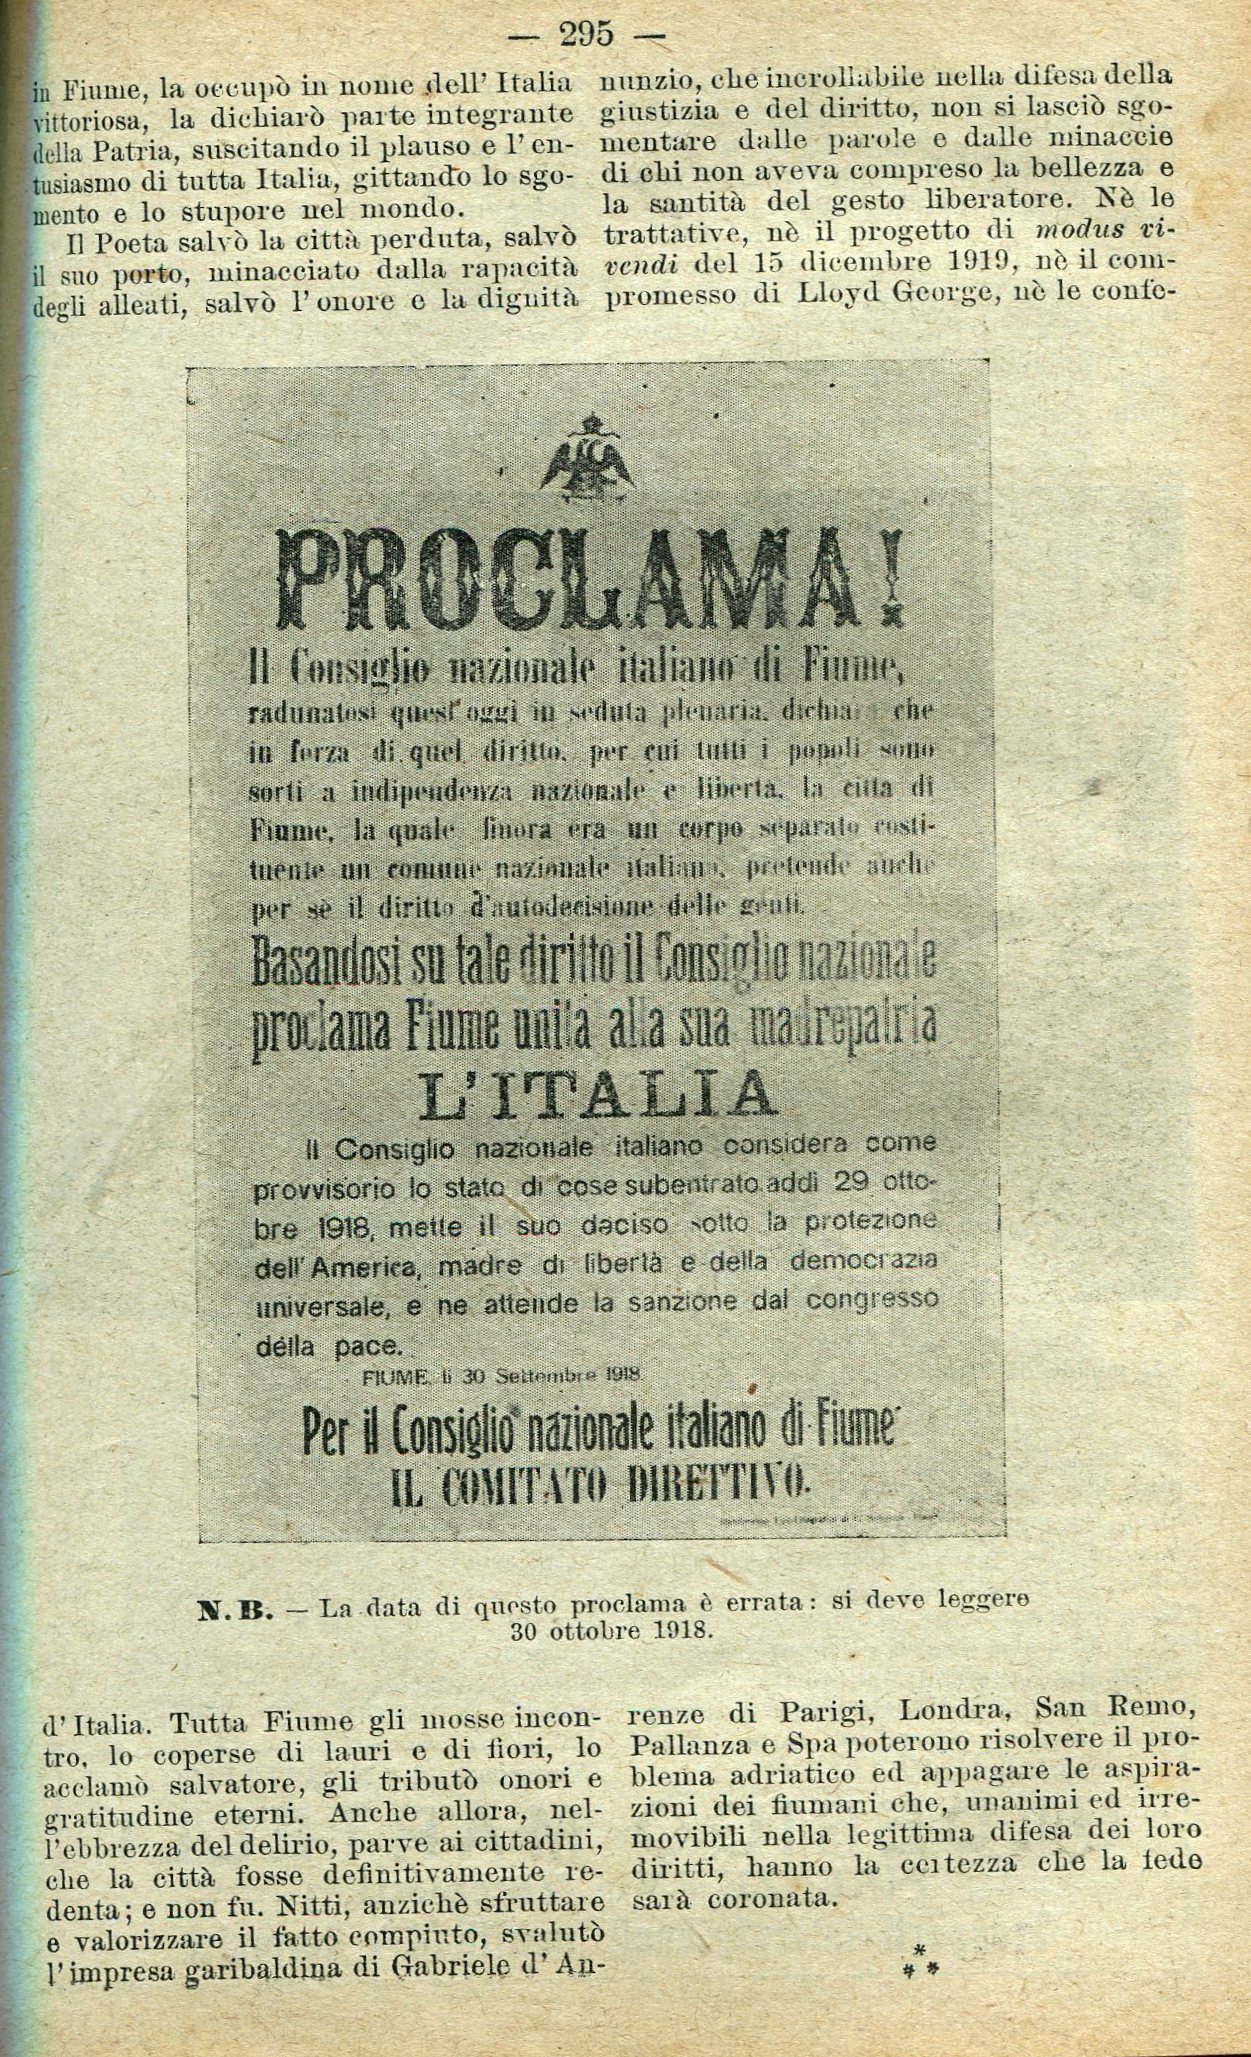 — 295 —
in Fiume, la occupò in nome dell' Italia
vittoriosa, la dichiarò parte integrante
della Patria, suscitando il plauso e l' en-
tusiasmo di tutta Italia, gittando lo sgo-
mento e lo stupore nel mondo.
Il Poeta salvò la città perduta, salvò
il suo porto, minacciato dalla rapacità
degli alleati, salvò l' onore e la dignità
nunzio, che incrollabile nella difesa della
giustizia e del diritto, non si lasciò sgo-
mentare dalle parole e dalle minaccie
di chi non aveva compreso la bellezza e
la santità del gesto liberatore. Nè le
trattative, nè il progetto di modus vi-
vendi del 15 dicembre 1919, nè il com-
promesso di Lloyd George, nè le confe-
PROCLAMA!
Il Consiglio nazionale italiano di Fiume,
radunatosi quest'oggi in seduta plenaria, dichiara che
in forza di quel diritto, per cui tutti i popoli sono
sorti a indipendenza nazionale e libertà, la città di
Fiume, la quale finora era un corpo separato costi-
tuente un comune nazionale italiano, pretende anche
per sè il diritto d'autodecisione delle genti.
Basandosi su tale diritto il Consiglio nazionale
proclama Fiume unita alla sua madrepatria
L'ITALIA
Il Consiglio nazionale italiano considera come
provvisorio lo stato di cose subentrato addì 29 otto-
bre 1918, mette il suo daciso sotto la protezione
dell'America, madre di libertà e della democrazia
universale, e ne attende la sanzione dal congresso
della pace.
FIUME, li 30 Settembre 1918
Per il Consiglio nazionale italiano di Fiume
IL COMITATO DIRETTIVO.
N. B. — La data di questo proclama è errata: si deve leggere
30 ottobre 1918.
d' Italia. Tutta Fiume gli mosse incon-
tro, lo coperse di lauri e di fiori, lo
acclamò salvatore, gli tributò onori e
gratitudine eterni. Anche allora, nel-
l'ebbrezza del delirio, parve ai cittadini,
che la città fosse definitivamente re-
denta; e non fu. Nitti, anzichè sfruttare
e valorizzare il fatto compiuto, svalutò
l' impresa garibaldina di Gabriele d' An-
renze di Parigi, Londra, San Remo,
Pallanza e Spa poterono risolvere il pro-
blema adriatico ed appagare le aspira-
zioni dei fiumani che, unanimi ed irre-
movibili nella legittima difesa dei loro
diritti, hanno la certezza che la fede
sarà coronata.
* * *